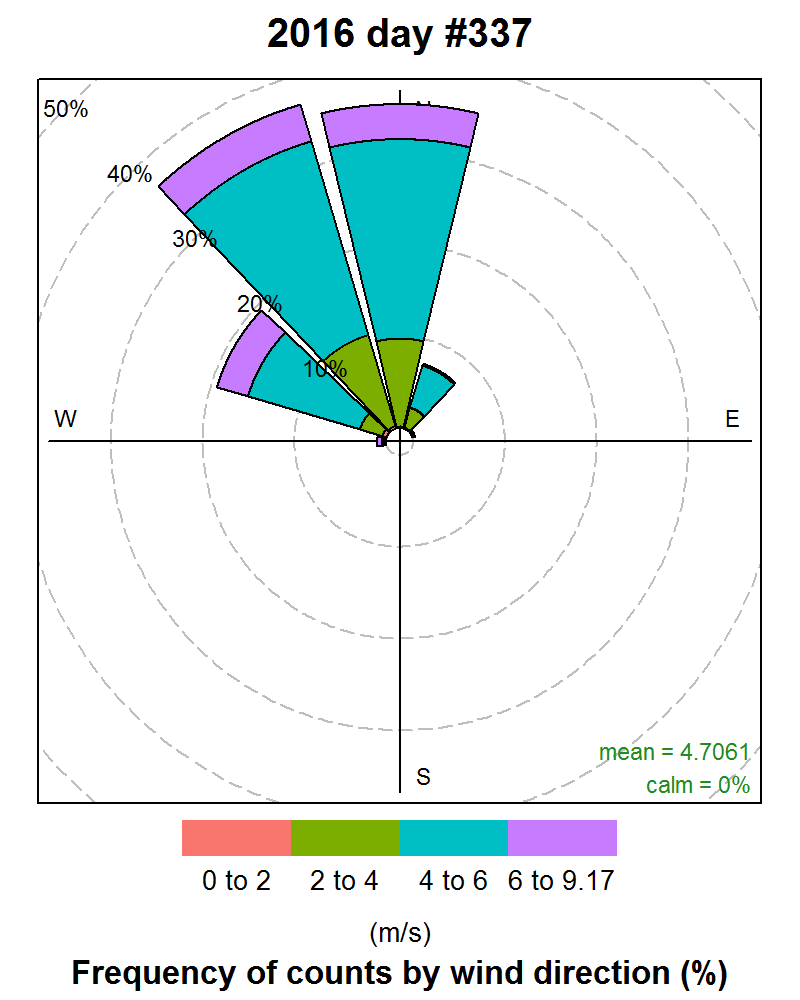 2016 day #337
50%
40%
30%
20%
10%
W
E
S
mean = 4.7061
calm = 0%
0 to 2
2 to 4
4 to 6
6 to 9.17
(m/s)
Frequency of counts by wind direction (%)